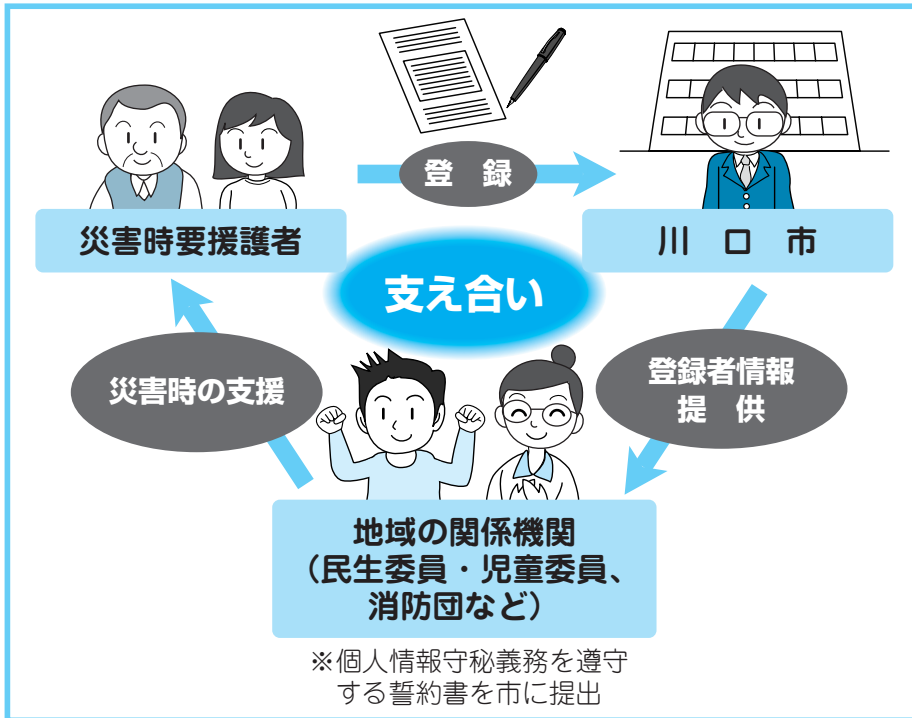 登　録
災害時要援護者
川　口　市
支え合い
災害時の支援
登録者情報
提　供
地域の関係機関
（民生委員・児童委員、
消防団など）
※個人情報守秘義務を遵守
する誓約書を市に提出